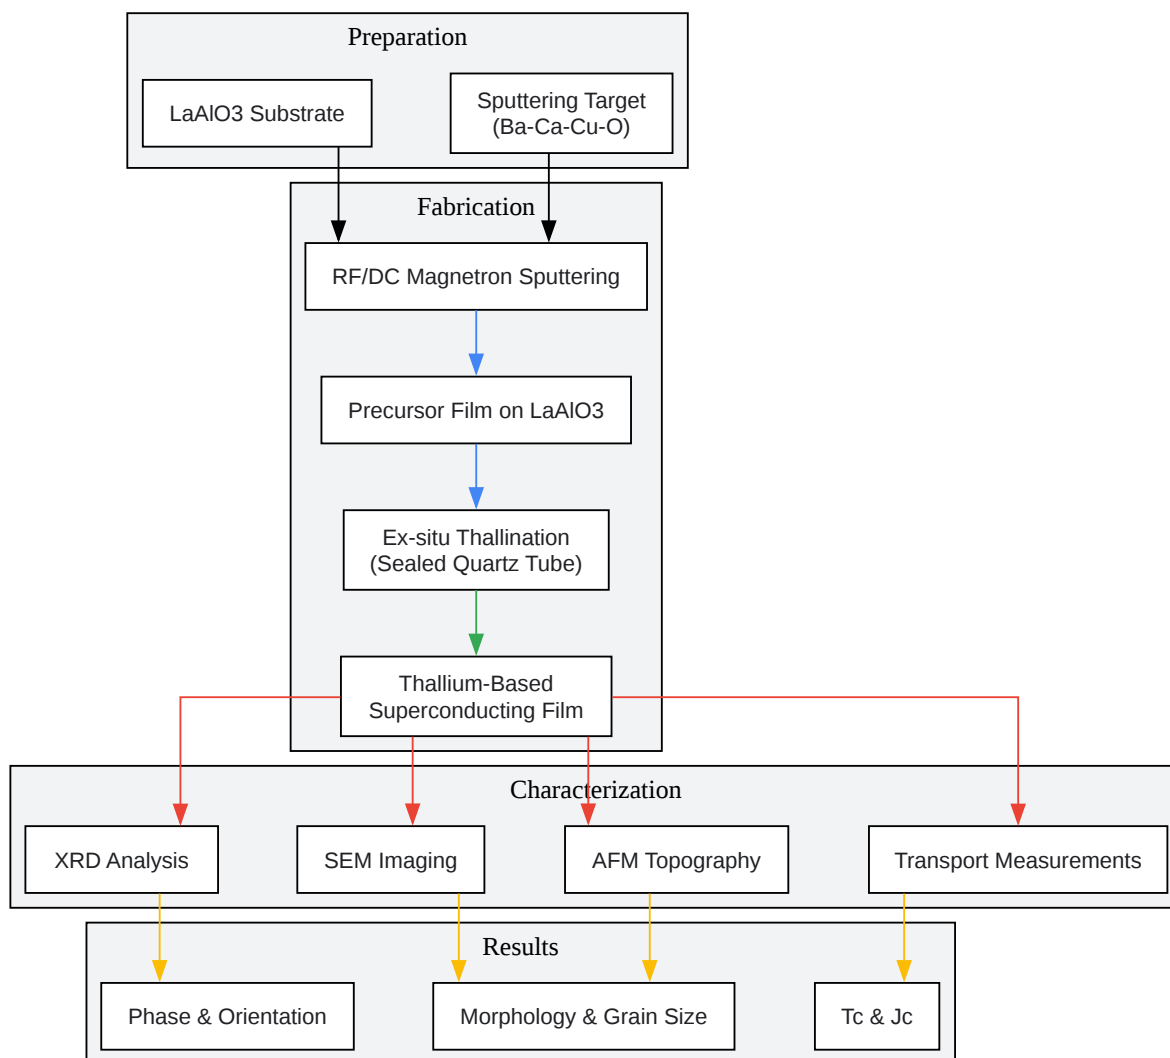 Preparation
LaAlO3 Substrate
Sputtering Target
(Ba-Ca-Cu-O)
Fabrication
RF/DC Magnetron Sputtering
Precursor Film on LaAlO3
Ex-situ Thallination
(Sealed Quartz Tube)
Thallium-Based
Superconducting Film
Characterization
XRD Analysis
SEM Imaging
AFM Topography
Transport Measurements
Results
Phase & Orientation
Morphology & Grain Size
Tc & Jc